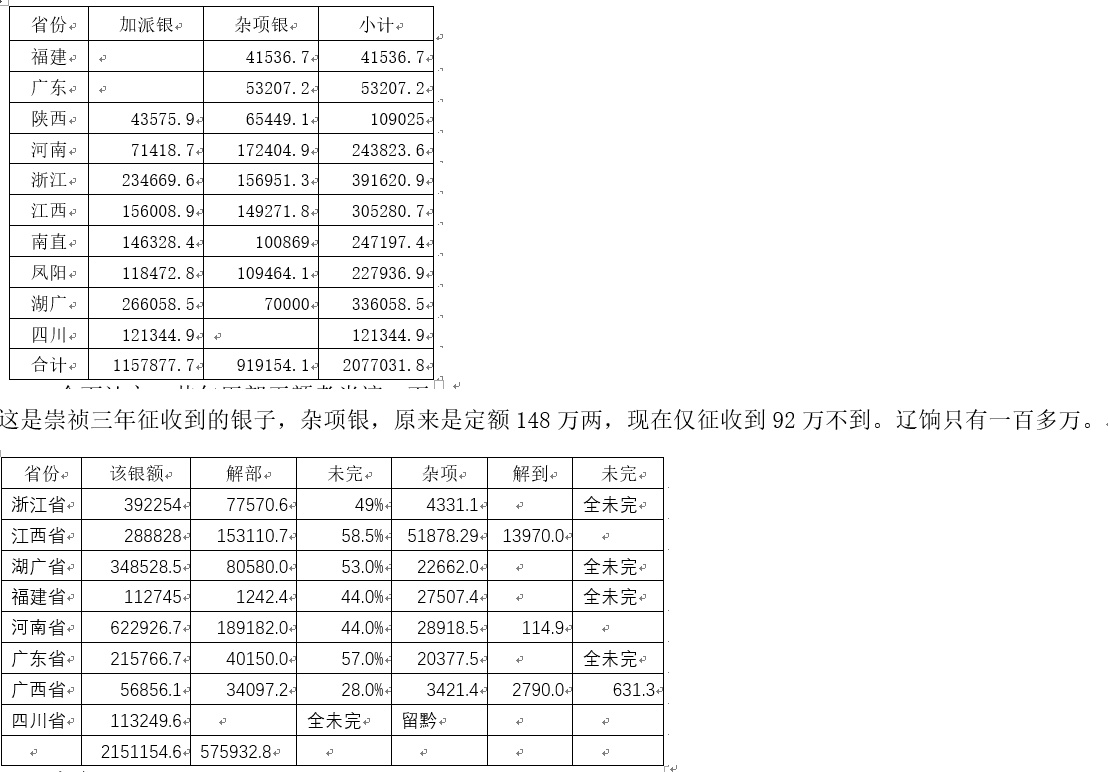 省份 加派银 杂项银 小计
福建 41536.7 41536.7
广东 53207.2 53207.2
陕西 43575.9 65449.1 109025
河南 71418.7 172404.9 243823.6
浙江 234669.6 156951.3 391620.9
江西 156008.9 149271.8 305280.7
南直 146328.4 100869 247197.4
凤阳 118472.8 109464.1 227936.9
湖广 266058.5 70000 336058.5
四川 121344.9 121344.9
合计 1157877.7 919154.1 2077031.8
这是崇祯三年征收到的银子，杂项银，原来是定额 148 万两，现在仅征收到 92 万不到。辽饷只有一百多万。
省份 该银额 解部 未完 杂项 解到 未完
浙江省 392254 77570.6 49% 4331.1 全未完
江西省 288828 153110.7 58.5% 51878.29 13970.0
湖广省 348528.5 80580.0 53.0% 22662.0 全未完
福建省 112745 1242.4 44.0% 27507.4 全未完
河南省 622926.7 189182.0 44.0% 28918.5 114.9
广东省 215766.7 40150.0 57.0% 20377.5 全未完
广西省 56856.1 34097.2 28.0% 3421.4 2790.0 631.3
四川省 113249.6 全未完 留黔
2151154.6 575932.8